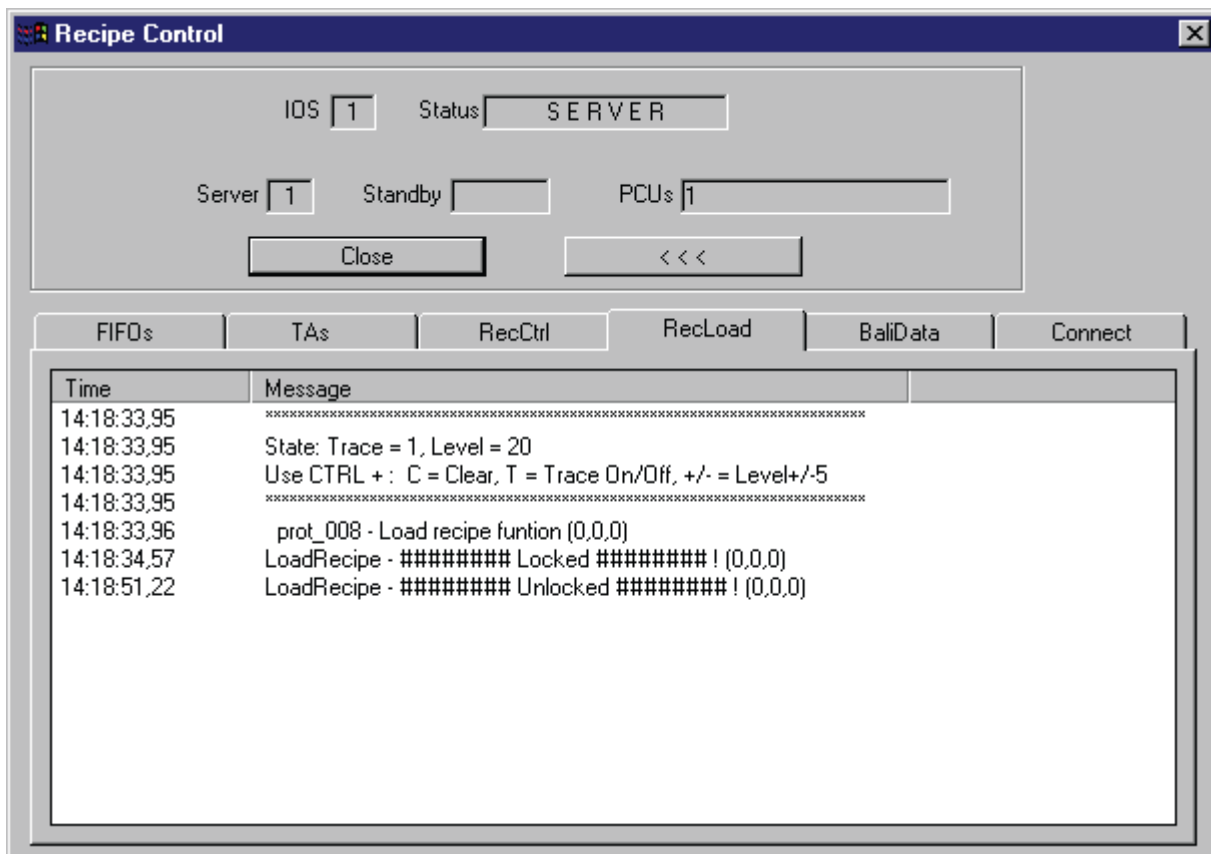 Recipe Control
IOS 1 Status S E R V E R
Server 1 Standby PCUs 1
Close < < <
FIFOs TAs RecCtrl RecLoad BaliData Connect
Time Message
14:18:33,95 ***************************************************************************
14:18:33,95 State: Trace = 1, Level = 20
14:18:33,95 Use CTRL + : C = Clear, T = Trace On/Off, +/- = Level+/-5
14:18:33,95 ***************************************************************************
14:18:33,96 prot_008 - Load recipe funtion (0,0,0)
14:18:34,57 LoadRecipe - ######## Locked ######## ! (0,0,0)
14:18:51,22 LoadRecipe - ######## Unlocked ######## ! (0,0,0)